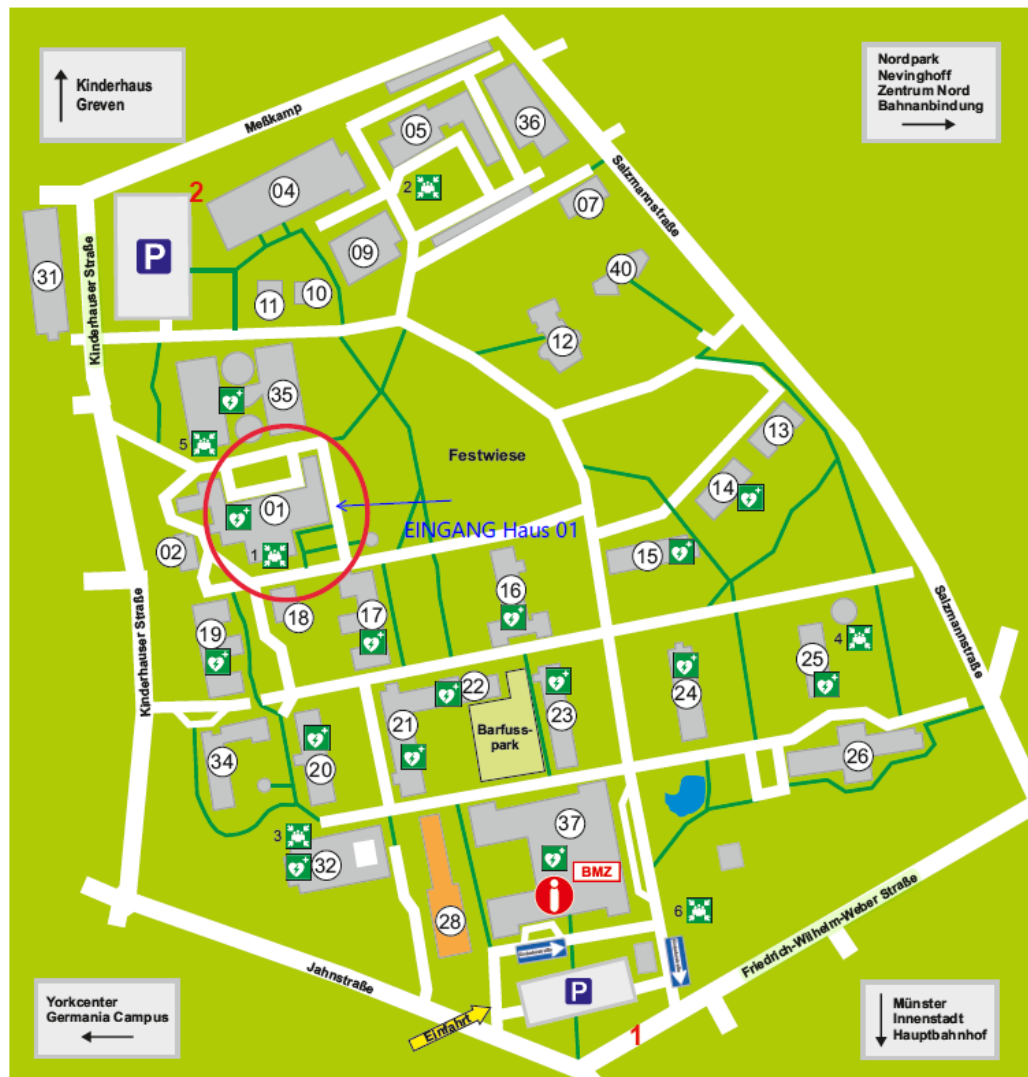 Kinderhaus
Greven
Nordpark
Nevinghoff
Zentrum Nord
Bahnanbindung
Meßkamp
Salzmannstraße
05
36
2
04
2
07
P
09
31
Kinderhauser Straße
40
11
10
12
35
5
13
Festwiese
14
01
EINGANG Haus 01
02
1
15
16
18
17
19
4
25
Salzmannstraße
Kinderhauser Straße
22
24
21
23
Barfuss-
park
34
20
26
37
3
32
BMZ
i
28
6
Friedrich-Wilhelm-Weber Straße
Jahnstraße
P
Einfahrt
1
Yorkcenter
Germania Campus
Münster
Innenstadt
Hauptbahnhof